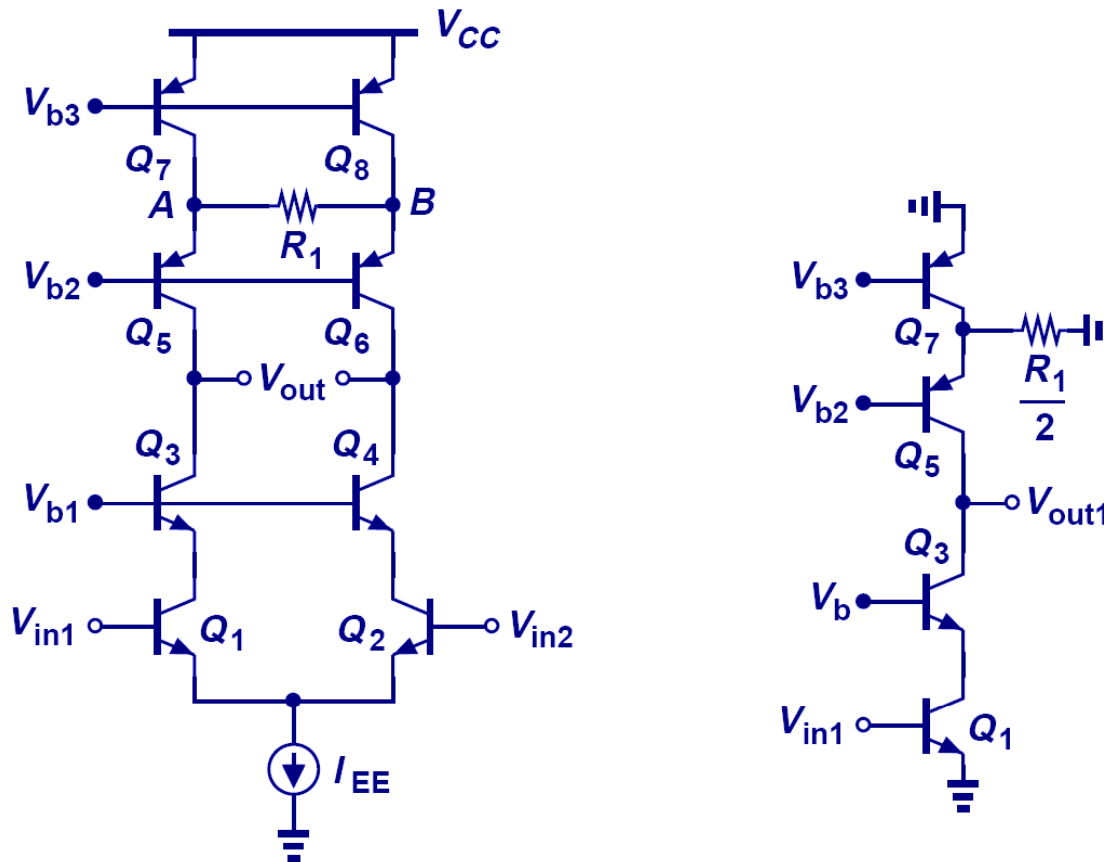 V_CC
V_b3
Q_7
Q_8
A
B
R_1
V_b2
Q_5
Q_6
V_out
Q_3
Q_4
V_b1
V_in1
Q_1
Q_2
V_in2
I_EE
V_b3
Q_7
R_1
2
V_b2
Q_5
V_out1
Q_3
V_b
V_in1
Q_1